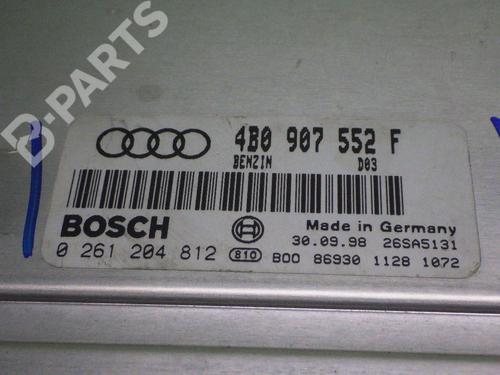 B-PARTS
4B0 907 552 F
BENZIN D03
BOSCH
Made in Germany
30.09.98 26SA5131
0 261 204 812 810 B00 86930 1128 1072